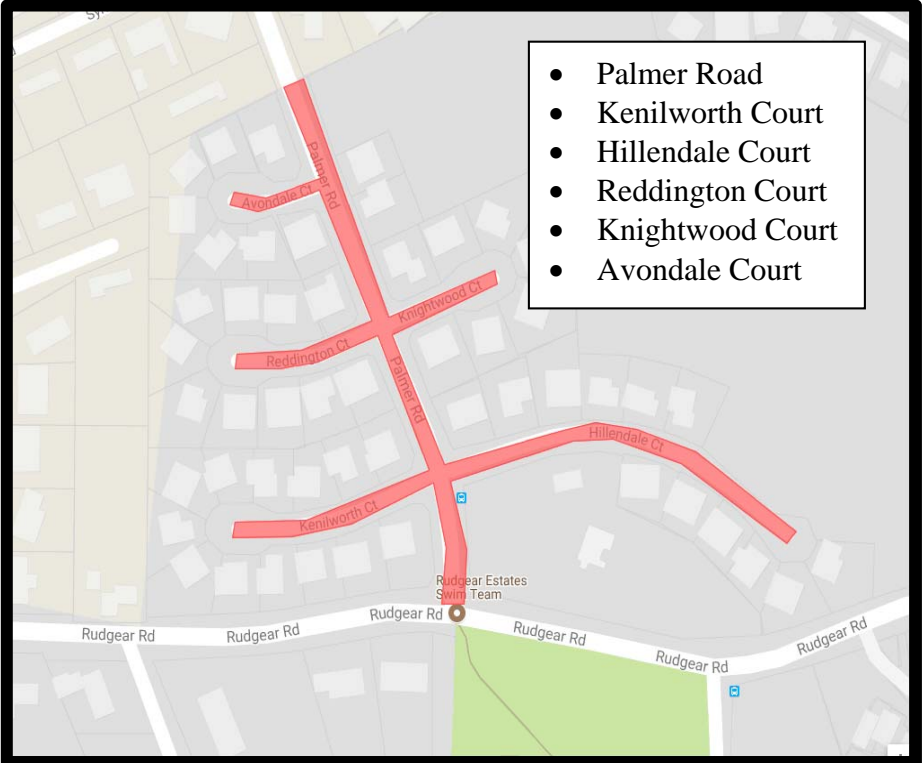 • Palmer Road
• Kenilworth Court
• Hillendale Court
• Reddington Court
• Knightwood Court
• Avondale Court
Palmer Rd
Avondale Ct
Knightwood Ct
Reddington Ct
Palmer Rd
Hillendale Ct
Kenilworth Ct
Rudgear Estates
Swim Team
Rudgear Rd
Rudgear Rd
Rudgear Rd
Rudgear Rd
Rudgear Rd
Rudgear Rd